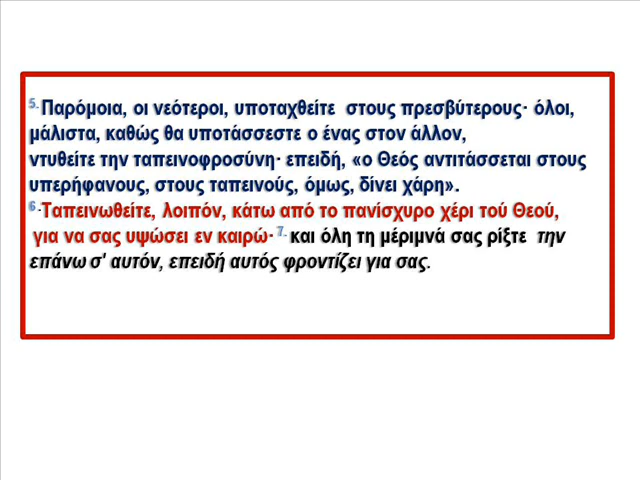 5. Παρόμοια, οι νεότεροι, υποταχθείτε στους πρεσβύτερους· όλοι,
μάλιστα, καθώς θα υποτάσσεστε ο ένας στον άλλον,
ντυθείτε την ταπεινοφροσύνη· επειδή, «ο Θεός αντιτάσσεται στους
υπερήφανους, στους ταπεινούς, όμως, δίνει χάρη».
6 .Ταπεινωθείτε, λοιπόν, κάτω από το πανίσχυρο χέρι τού Θεού,
για να σας υψώσει εν καιρώ· 7. και όλη τη μέριμνά σας ρίξτε την
επάνω σ' αυτόν, επειδή αυτός φροντίζει για σας.